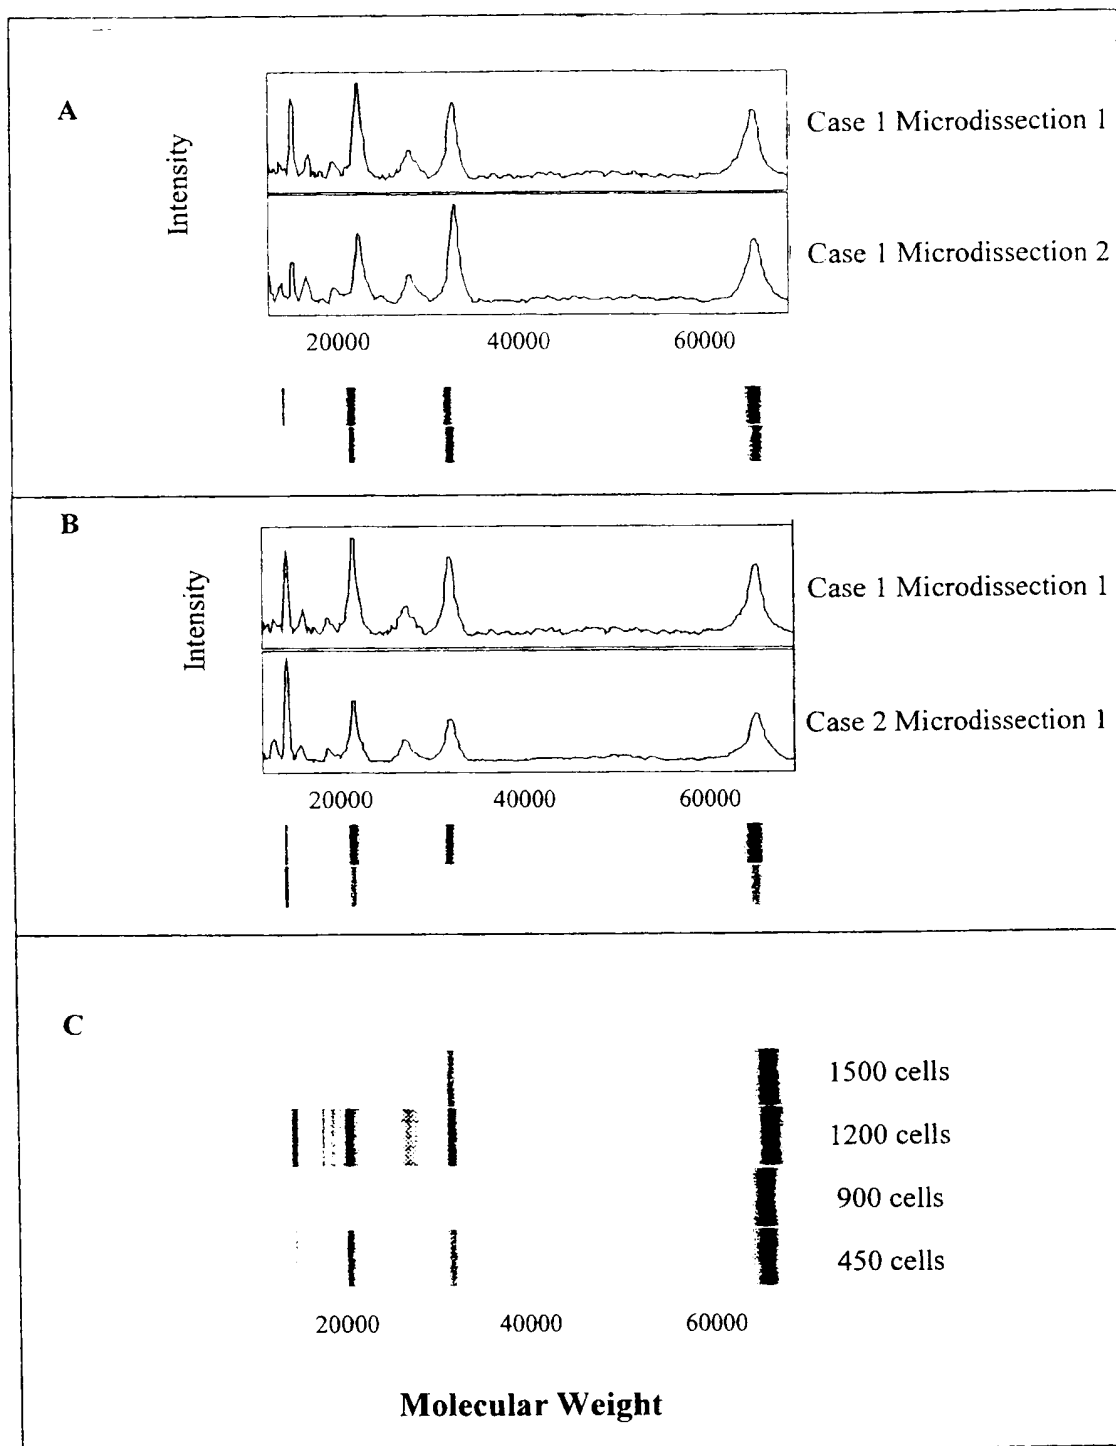 A
Intensity
Case 1 Microdissection 1
Case 1 Microdissection 2
20000 40000 60000
B
Intensity
Case 1 Microdissection 1
Case 2 Microdissection 1
20000 40000 60000
C
1500 cells
1200 cells
900 cells
450 cells
20000 40000 60000
Molecular Weight